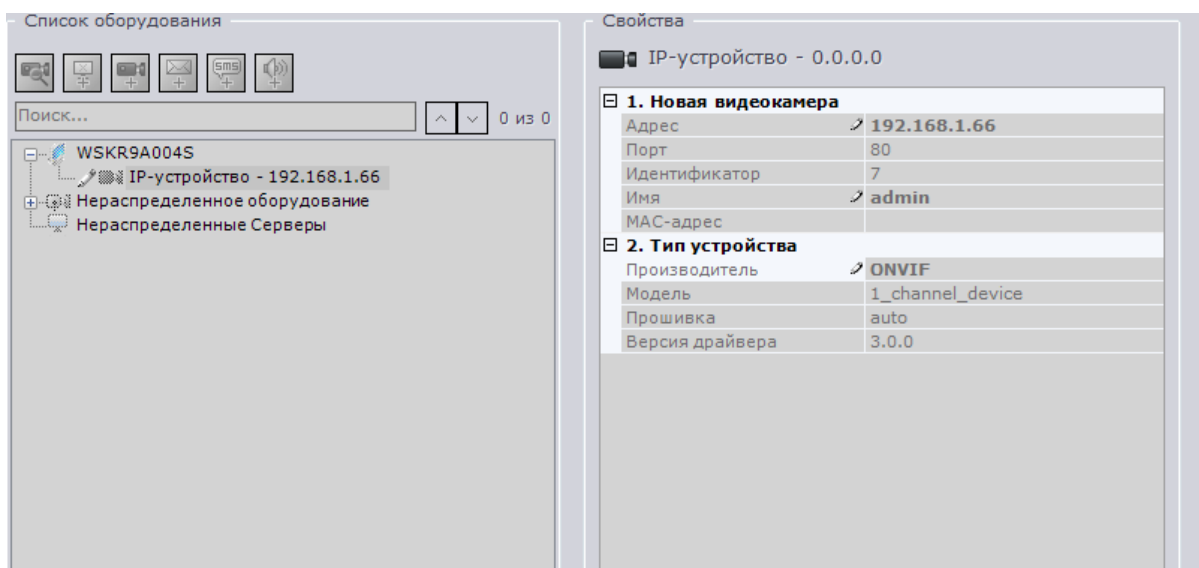 Список оборудования
sms
Поиск...
0 из 0
WSKR9A004S
IP-устройство - 192.168.1.66
Нераспределенное оборудование
Нераспределенные Серверы
Свойства
IP-устройство - 0.0.0.0
1. Новая видеокамера
Адрес 192.168.1.66
Порт 80
Идентификатор 7
Имя admin
MAC-адрес
2. Тип устройства
Производитель ONVIF
Модель 1_channel_device
Прошивка auto
Версия драйвера 3.0.0